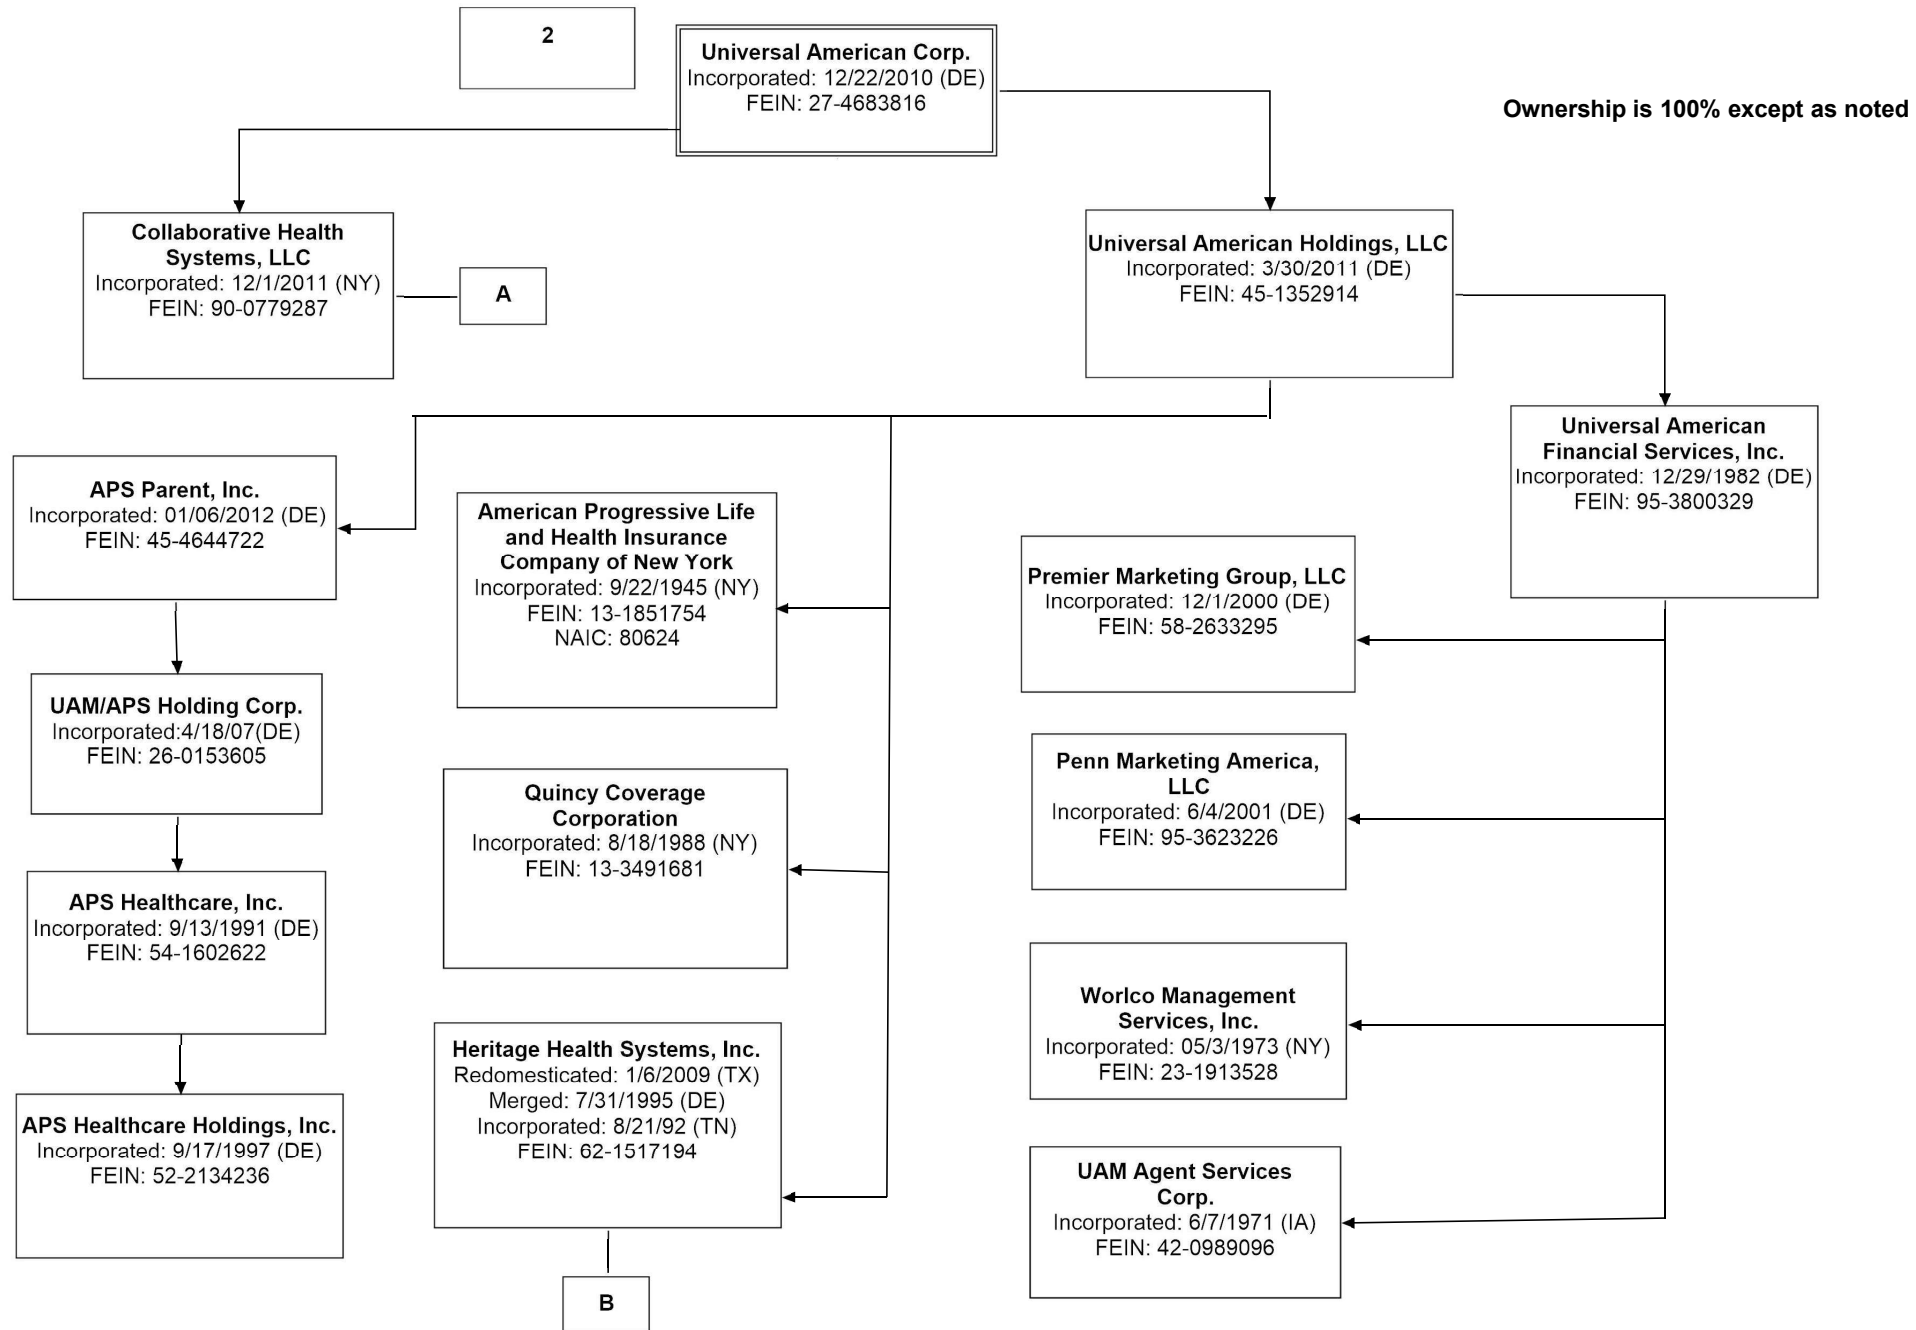 2
Universal American Corp.
Incorporated: 12/22/2010 (DE)
FEIN: 27-4683816
Ownership is 100% except as noted
Collaborative Health
Systems, LLC
Incorporated: 12/1/2011 (NY)
FEIN: 90-0779287
A
Universal American Holdings, LLC
Incorporated: 3/30/2011 (DE)
FEIN: 45-1352914
Universal American
Financial Services, Inc.
Incorporated: 12/29/1982 (DE)
FEIN: 95-3800329
APS Parent, Inc.
Incorporated: 01/06/2012 (DE)
FEIN: 45-4644722
American Progressive Life
and Health Insurance
Company of New York
Incorporated: 9/22/1945 (NY)
FEIN: 13-1851754
NAIC: 80624
Premier Marketing Group, LLC
Incorporated: 12/1/2000 (DE)
FEIN: 58-2633295
UAM/APS Holding Corp.
Incorporated:4/18/07(DE)
FEIN: 26-0153605
Quincy Coverage
Corporation
Incorporated: 8/18/1988 (NY)
FEIN: 13-3491681
Penn Marketing America,
LLC
Incorporated: 6/4/2001 (DE)
FEIN: 95-3623226
APS Healthcare, Inc.
Incorporated: 9/13/1991 (DE)
FEIN: 54-1602622
Worlco Management
Services, Inc.
Incorporated: 05/3/1973 (NY)
FEIN: 23-1913528
Heritage Health Systems, Inc.
Redomesticated: 1/6/2009 (TX)
Merged: 7/31/1995 (DE)
Incorporated: 8/21/92 (TN)
FEIN: 62-1517194
APS Healthcare Holdings, Inc.
Incorporated: 9/17/1997 (DE)
FEIN: 52-2134236
UAM Agent Services
Corp.
Incorporated: 6/7/1971 (IA)
FEIN: 42-0989096
B